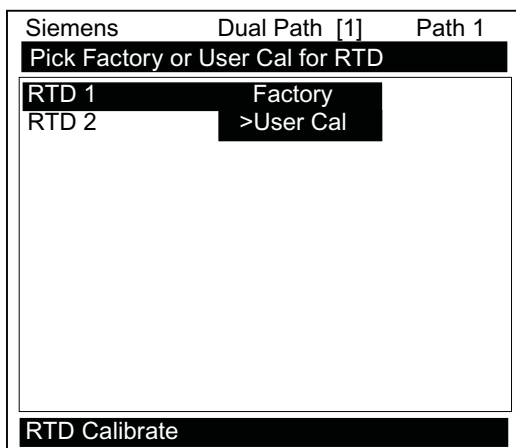 Siemens Dual Path [1] Path 1
Pick Factory or User Cal for RTD
RTD 1 Factory
RTD 2 >User Cal
RTD Calibrate